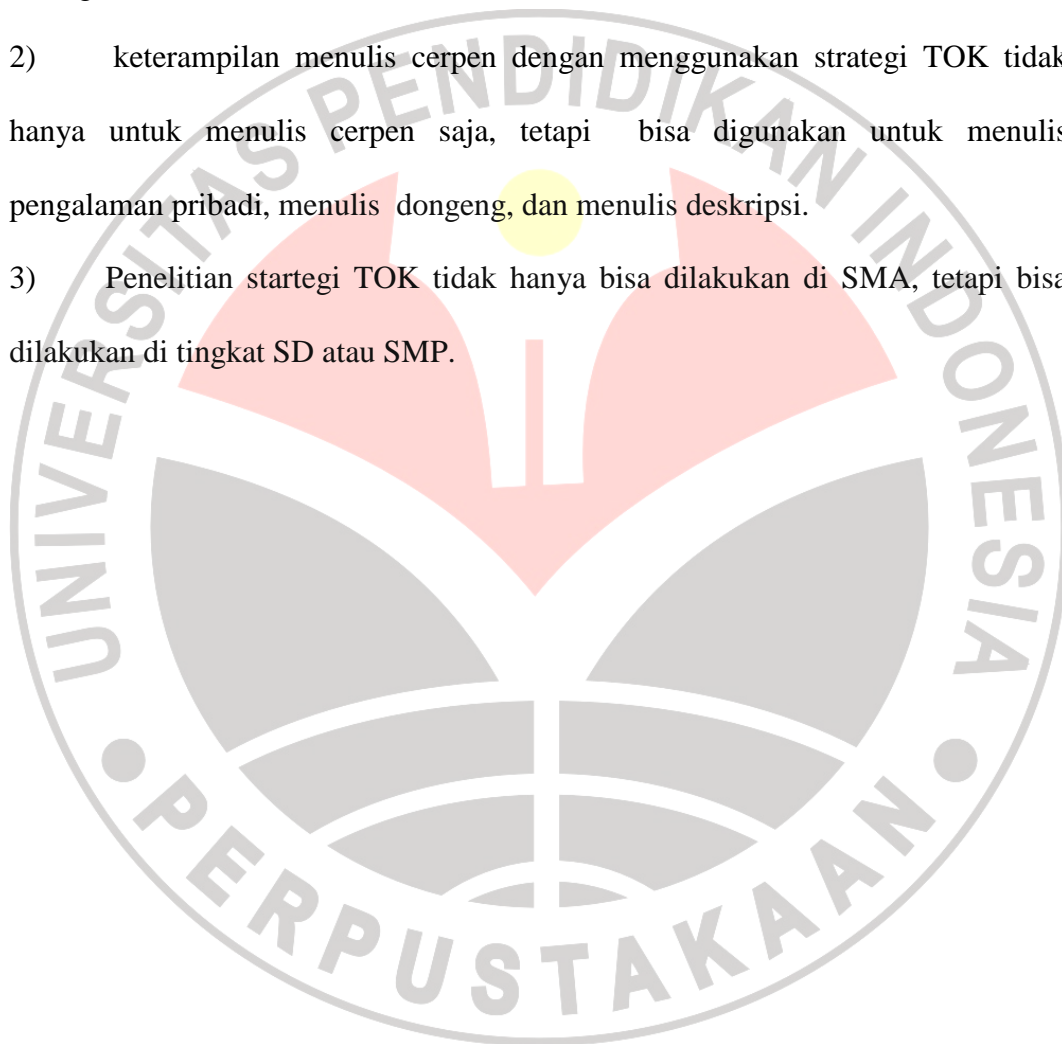 2) keterampilan menulis cerpen dengan menggunakan strategi TOK tidak
hanya untuk menulis cerpen saja, tetapi bisa digunakan untuk menulis
pengalaman pribadi, menulis dongeng, dan menulis deskripsi.
3) Penelitian startegi TOK tidak hanya bisa dilakukan di SMA, tetapi bisa
dilakukan di tingkat SD atau SMP.
UNIVERSITAS PENDIDIKAN INDONESIA
PERPUSTAKAAN